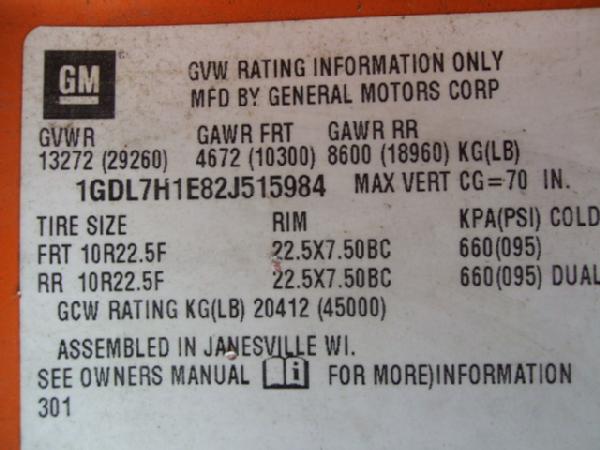 GM
GVW RATING INFORMATION ONLY
MFD BY GENERAL MOTORS CORP
GVWR GAWR FRT GAWR RR
13272 (29260) 4672 (10300) 8600 (18960) KG(LB)
1GDL7H1E82J515984 MAX VERT CG=70 IN.
TIRE SIZE RIM KPA(PSI) COLD
FRT 10R22.5F 22.5X7.50BC 660(095)
RR 10R22.5F 22.5X7.50BC 660(095) DUAL
GCW RATING KG(LB) 20412 (45000)
ASSEMBLED IN JANESVILLE WI.
SEE OWNERS MANUAL i FOR MORE)INFORMATION
301